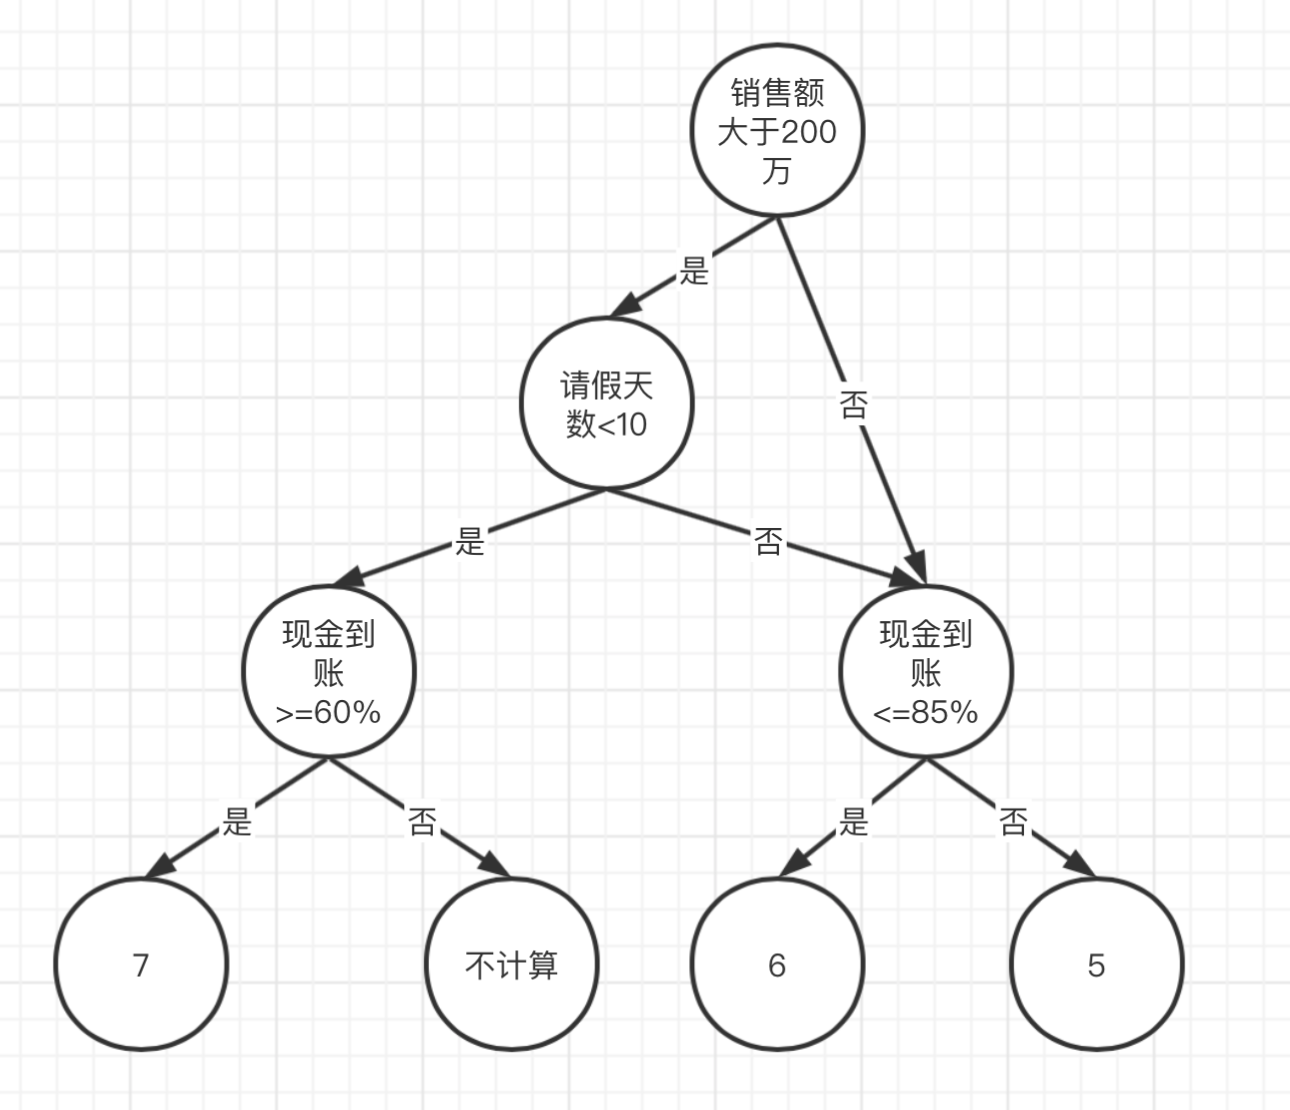 销售额
大于200
万
是
否
请假天
数<10
是
否
现金到
账
>=60%
现金到
账
<=85%
是
否
是
否
7
不计算
6
5